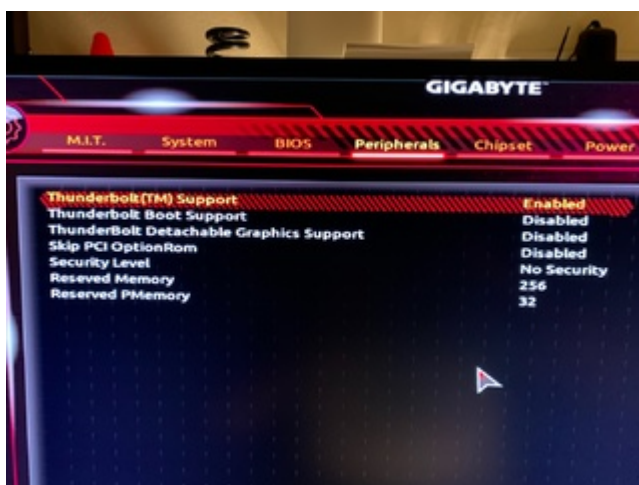 GIGABYTE™
M.I.T. System BIOS Peripherals Chipset Power
Thunderbolt(TM) Support Enabled
Thunderbolt Boot Support Disabled
ThunderBolt Detachable Graphics Support Disabled
Skip PCI OptionRom Disabled
Security Level No Security
Reseved Memory 256
Reserved PMemory 32